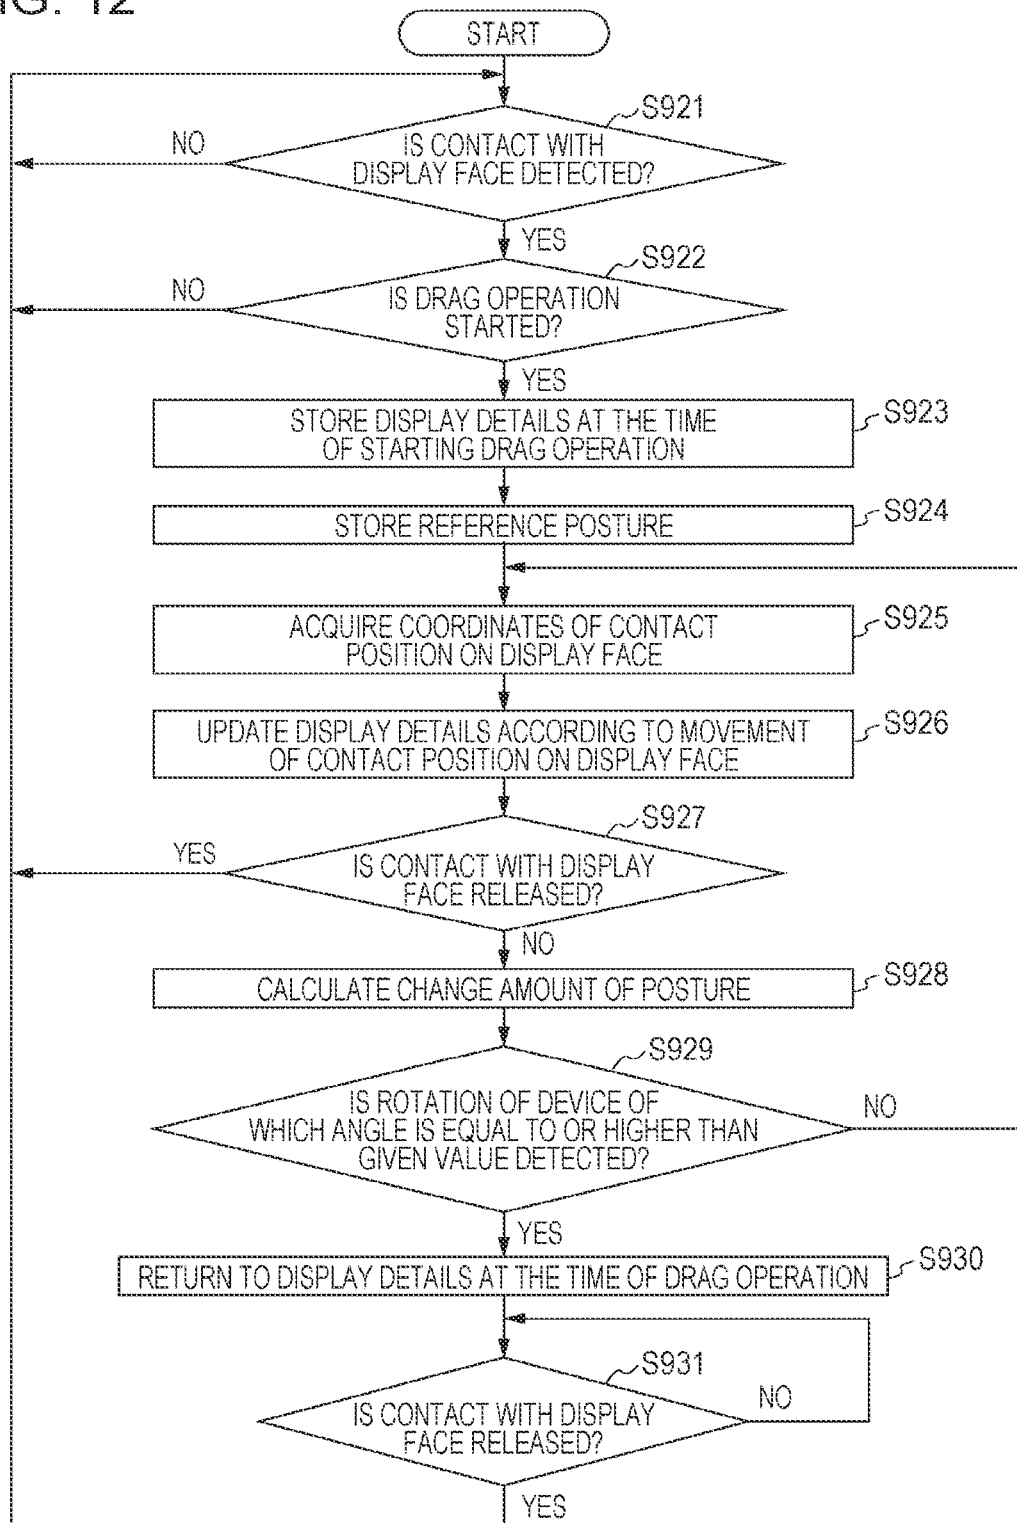 FIG. 12
START
S921
IS CONTACT WITH
DISPLAY FACE DETECTED?
NO
YES
S922
IS DRAG OPERATION
STARTED?
NO
YES
S923
STORE DISPLAY DETAILS AT THE TIME
OF STARTING DRAG OPERATION
S924
STORE REFERENCE POSTURE
S925
ACQUIRE COORDINATES OF CONTACT
POSITION ON DISPLAY FACE
S926
UPDATE DISPLAY DETAILS ACCORDING TO MOVEMENT
OF CONTACT POSITION ON DISPLAY FACE
S927
YES
IS CONTACT WITH DISPLAY
FACE RELEASED?
NO
S928
CALCULATE CHANGE AMOUNT OF POSTURE
S929
IS ROTATION OF DEVICE OF
WHICH ANGLE IS EQUAL TO OR HIGHER THAN
GIVEN VALUE DETECTED?
NO
YES
S930
RETURN TO DISPLAY DETAILS AT THE TIME OF DRAG OPERATION
S931
IS CONTACT WITH DISPLAY
FACE RELEASED?
NO
YES